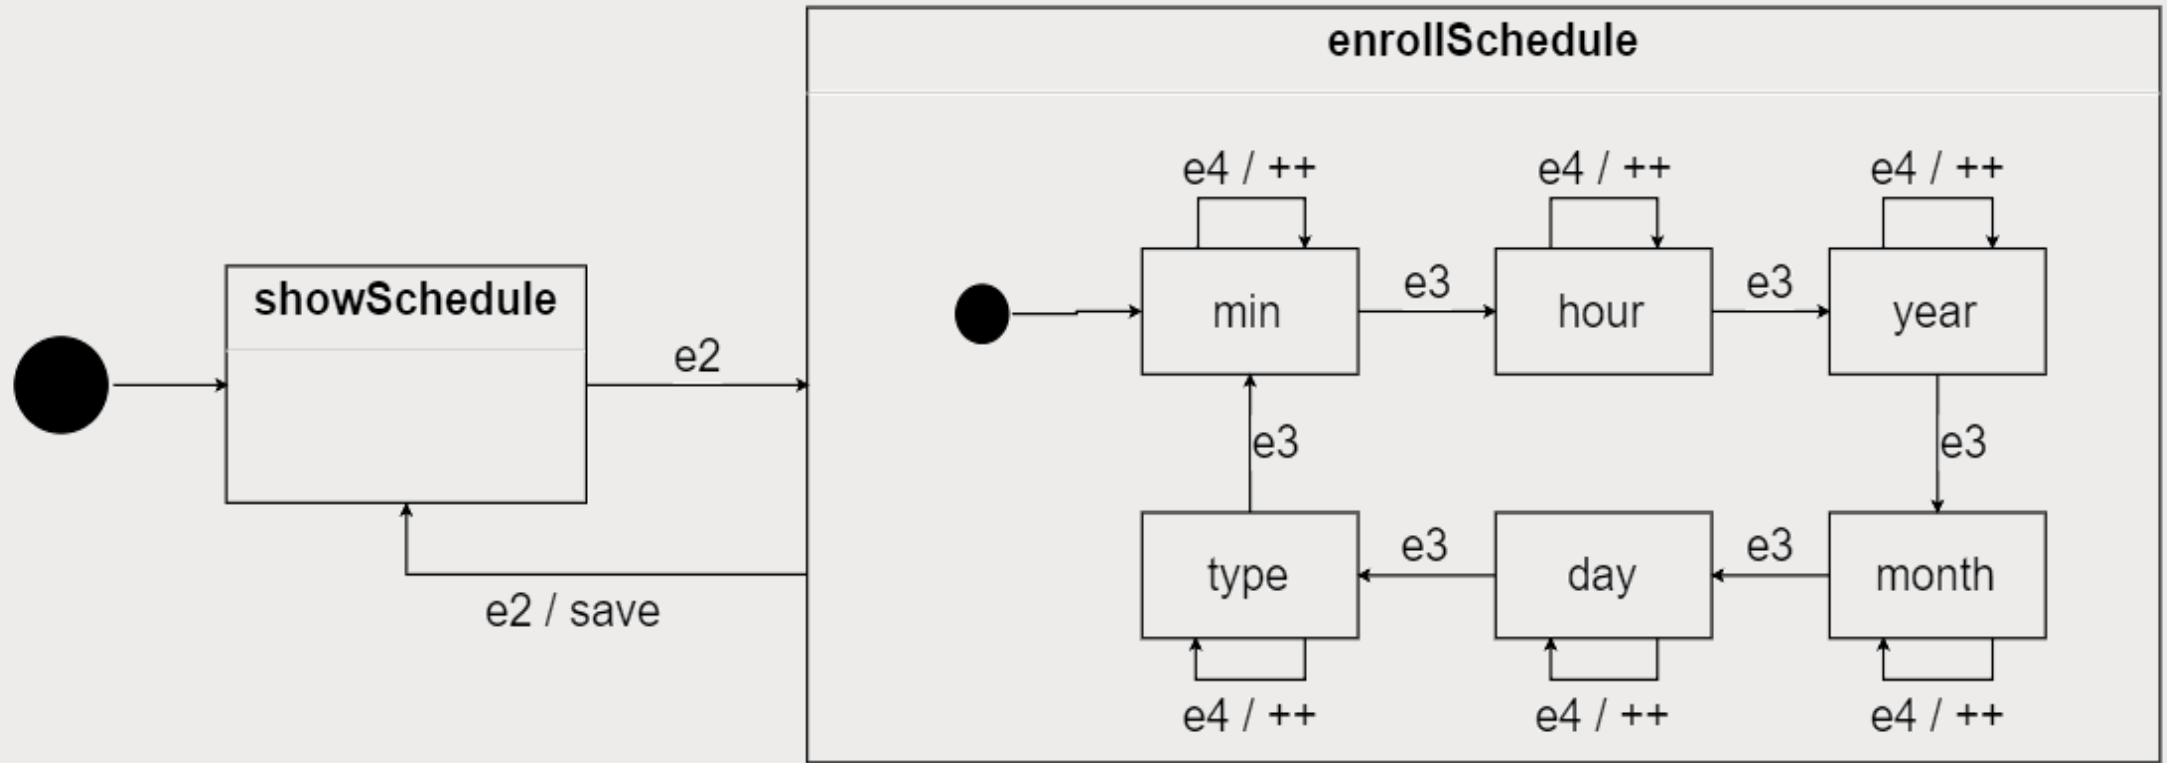 enrollSchedule
e4 / ++
e4 / ++
e4 / ++
showSchedule
e2
min
e3
hour
e3
year
e3
e3
type
e3
day
e3
month
e2 / save
e4 / ++
e4 / ++
e4 / ++